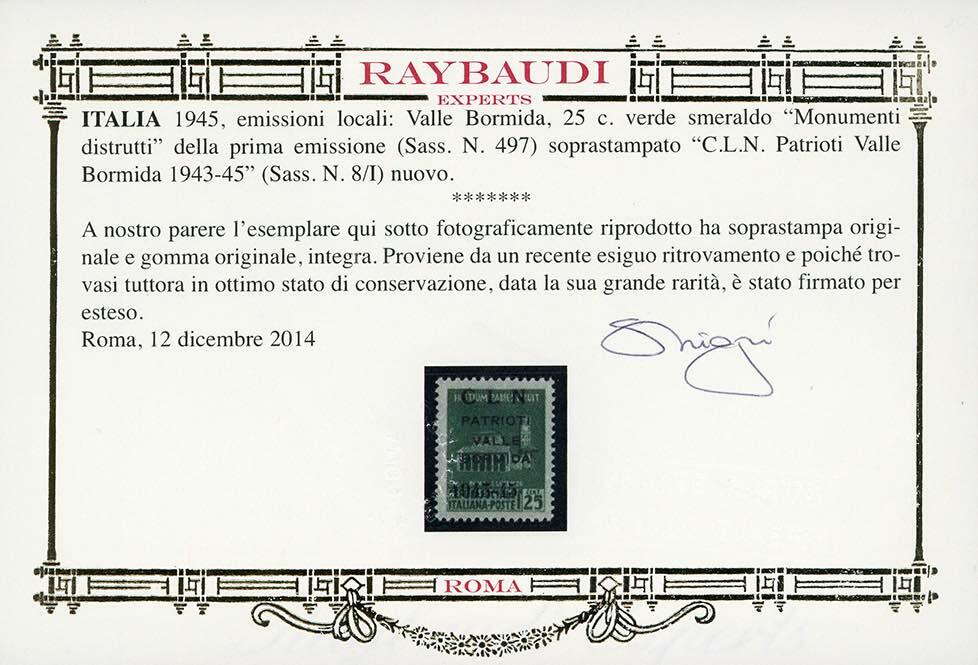 RAYBAUDI
EXPERTS
ITALIA 1945, emissioni locali: Valle Bormida, 25 c. verde smeraldo “Monumenti
distrutti” della prima emissione (Sass. N. 497) soprastampato “C.L.N. Patrioti Valle
Bormida 1943-45” (Sass. N. 8/I) nuovo.
*******
A nostro parere l’esemplare qui sotto fotograficamente riprodotto ha soprastampa origi-
nale e gomma originale, integra. Proviene da un recente esiguo ritrovamento e poiché tro-
vasi tuttora in ottimo stato di conservazione, data la sua grande rarità, è stato firmato per
esteso.
Roma, 12 dicembre 2014
C L N
PATRIOTI
VALLE
BORMIDA
1943-45
ITALIANA-POSTE 25
ROMA